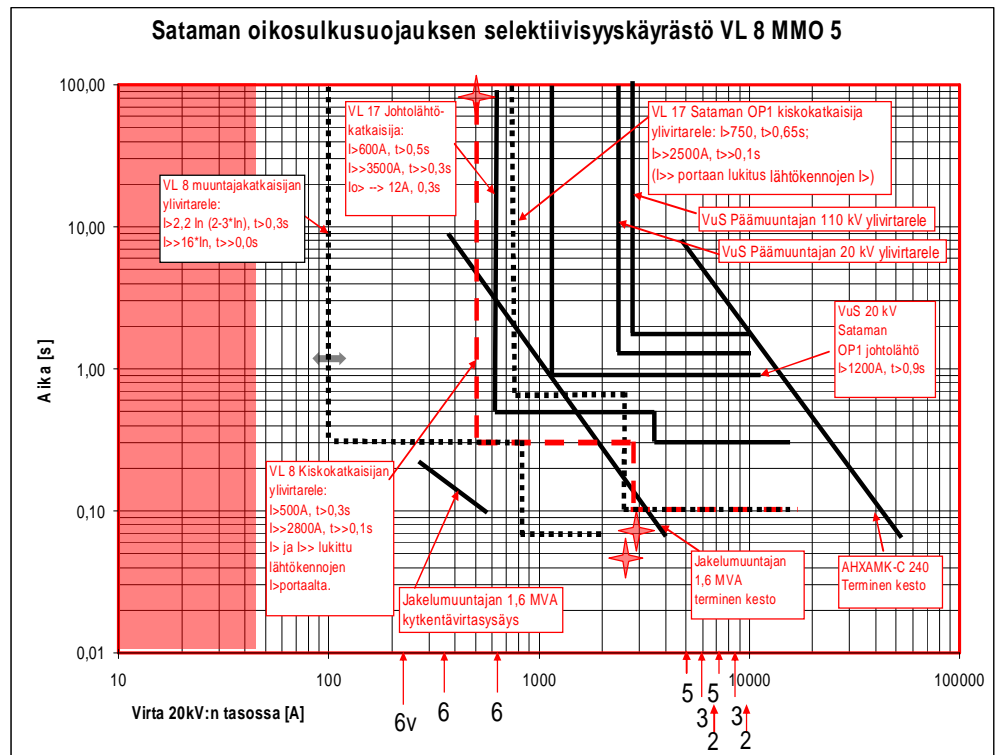 Sataman oikosulkusuojauksen selektiivisyyskäyrästö VL 8 MMO 5
100,00
10,00
1,00
0,10
0,01
Aika [s]
VL 17 Johtolähtö-
katkaisija:
I>600A, t>0,5s
I>>3500A, t>>0,3s
Io> --> 12A, 0,3s
VL 17 Sataman OP1 kiskokatkaisija
ylivirtarele: I>750, t>0,65s;
I>>2500A, t>>0,1s
(I>> portaan lukitus lähtökennojen I>)
VL 8 muuntajakatkaisijan
ylivirtarele:
I>2,2 In (2-3*In), t>0,3s
I>>16*In, t>>0,0s
VuS Päämuuntajan 110 kV ylivirtarele
VuS Päämuuntajan 20 kV ylivirtarele
VuS 20 kV
Sataman
OP1 johtolähtö
I>1200A, t>0,9s
VL 8 Kiskokatkaisijan
ylivirtarele:
I>500A, t>0,3s
I>>2800A, t>>0,1s
I> ja I>> lukittu
lähtökennojen
I>portaalta.
Jakelumuuntajan 1,6 MVA
kytkentävirtasysäys
Jakelumuuntajan
1,6 MVA
terminen kesto
AHXAMK-C 240
Terminen kesto
10
100
1000
10000
100000
Virta 20kV:n tasossa [A]
6v
6
6
5
3
5
2
3
2